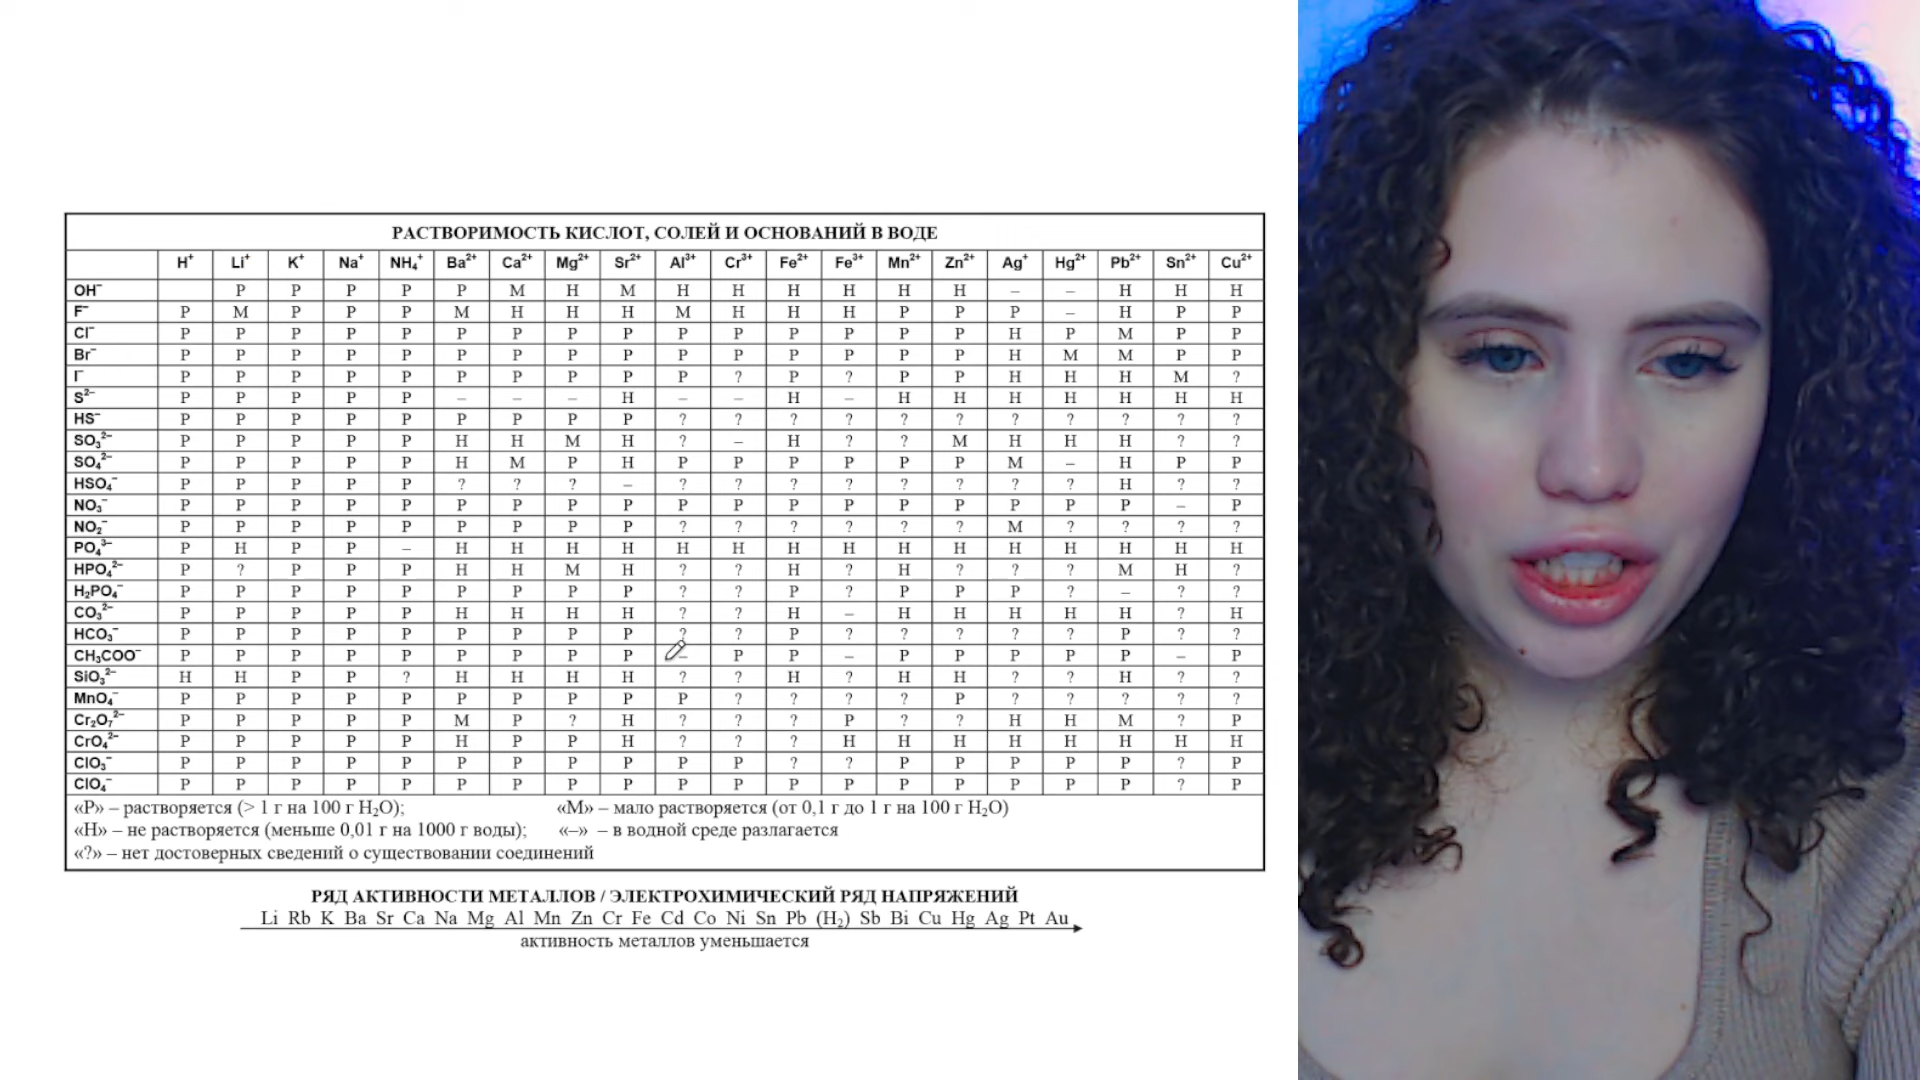 РАСТВОРИМОСТЬ КИСЛОТ, СОЛЕЙ И ОСНОВАНИЙ В ВОДЕ
H⁺ Li⁺ K⁺ Na⁺ NH₄⁺ Ba²⁺ Ca²⁺ Mg²⁺ Sr²⁺ Al³⁺ Cr³⁺ Fe²⁺ Fe³⁺ Mn²⁺ Zn²⁺ Ag⁺ Hg²⁺ Pb²⁺ Sn²⁺ Cu²⁺
OH⁻ Р Р Р Р Р М Н М Н Н Н Н Н Н – – Н Н Н
F⁻ Р М Р Р Р М Н Н Н М Н Н Н Р Р Р – Н Р Р
Cl⁻ Р Р Р Р Р Р Р Р Р Р Р Р Р Р Р Н Р М Р Р
Br⁻ Р Р Р Р Р Р Р Р Р Р Р Р Р Р Р Н М М Р Р
I⁻ Р Р Р Р Р Р Р Р Р Р ? Р ? Р Р Н Н Н М ?
S²⁻ Р Р Р Р Р – – – Н – – Н – Н Н Н Н Н Н Н
HS⁻ Р Р Р Р Р Р Р Р Р ? ? ? ? ? ? ? ? ? ? ?
SO₃²⁻ Р Р Р Р Р Н Н М Н ? – Н ? ? М Н Н Н ? ?
SO₄²⁻ Р Р Р Р Р Н М Р Н Р Р Р Р Р Р М – Н Р Р
HSO₄⁻ Р Р Р Р Р ? ? ? – ? ? ? ? ? ? ? ? Н ? ?
NO₃⁻ Р Р Р Р Р Р Р Р Р Р Р Р Р Р Р Р Р Р – Р
NO₂⁻ Р Р Р Р Р Р Р Р Р ? ? ? ? ? ? М ? ? ? ?
PO₄³⁻ Р Н Р Р – Н Н Н Н Н Н Н Н Н Н Н Н Н Н Н
HPO₄²⁻ Р ? Р Р Р Н Н М Н ? ? Н ? Н ? ? ? М Н ?
H₂PO₄⁻ Р Р Р Р Р Р Р Р Р ? ? Р ? Р Р Р ? – ? ?
CO₃²⁻ Р Р Р Р Р Н Н Н Н ? ? Н – Н Н Н Н Н ? Н
HCO₃⁻ Р Р Р Р Р Р Р Р Р ? ? Р ? ? ? ? ? Р ? ?
CH₃COO⁻ Р Р Р Р Р Р Р Р Р – Р Р – Р Р Р Р Р – Р
SiO₃²⁻ Н Н Р Р ? Н Н Н Н ? ? Н ? Н Н ? ? Н ? ?
MnO₄⁻ Р Р Р Р Р Р Р Р Р Р ? ? ? ? Р ? ? ? ? ?
Cr₂O₇²⁻ Р Р Р Р Р М Р ? Н ? ? ? Р ? ? Н Н М ? Р
CrO₄²⁻ Р Р Р Р Р Н Р Р Н ? ? ? Н Н Н Н Н Н Н Н
ClO₃⁻ Р Р Р Р Р Р Р Р Р Р Р ? ? Р Р Р Р Р ? Р
ClO₄⁻ Р Р Р Р Р Р Р Р Р Р Р Р Р Р Р Р Р Р ? Р
«Р» – растворяется (> 1 г на 100 г H₂O); «М» – мало растворяется (от 0,1 г до 1 г на 100 г H₂O)
«Н» – не растворяется (меньше 0,01 г на 1000 г воды); «–» – в водной среде разлагается
«?» – нет достоверных сведений о существовании соединений
РЯД АКТИВНОСТИ МЕТАЛЛОВ / ЭЛЕКТРОХИМИЧЕСКИЙ РЯД НАПРЯЖЕНИЙ
Li Rb K Ba Sr Ca Na Mg Al Mn Zn Cr Fe Cd Co Ni Sn Pb (H₂) Sb Bi Cu Hg Ag Pt Au
активность металлов уменьшается